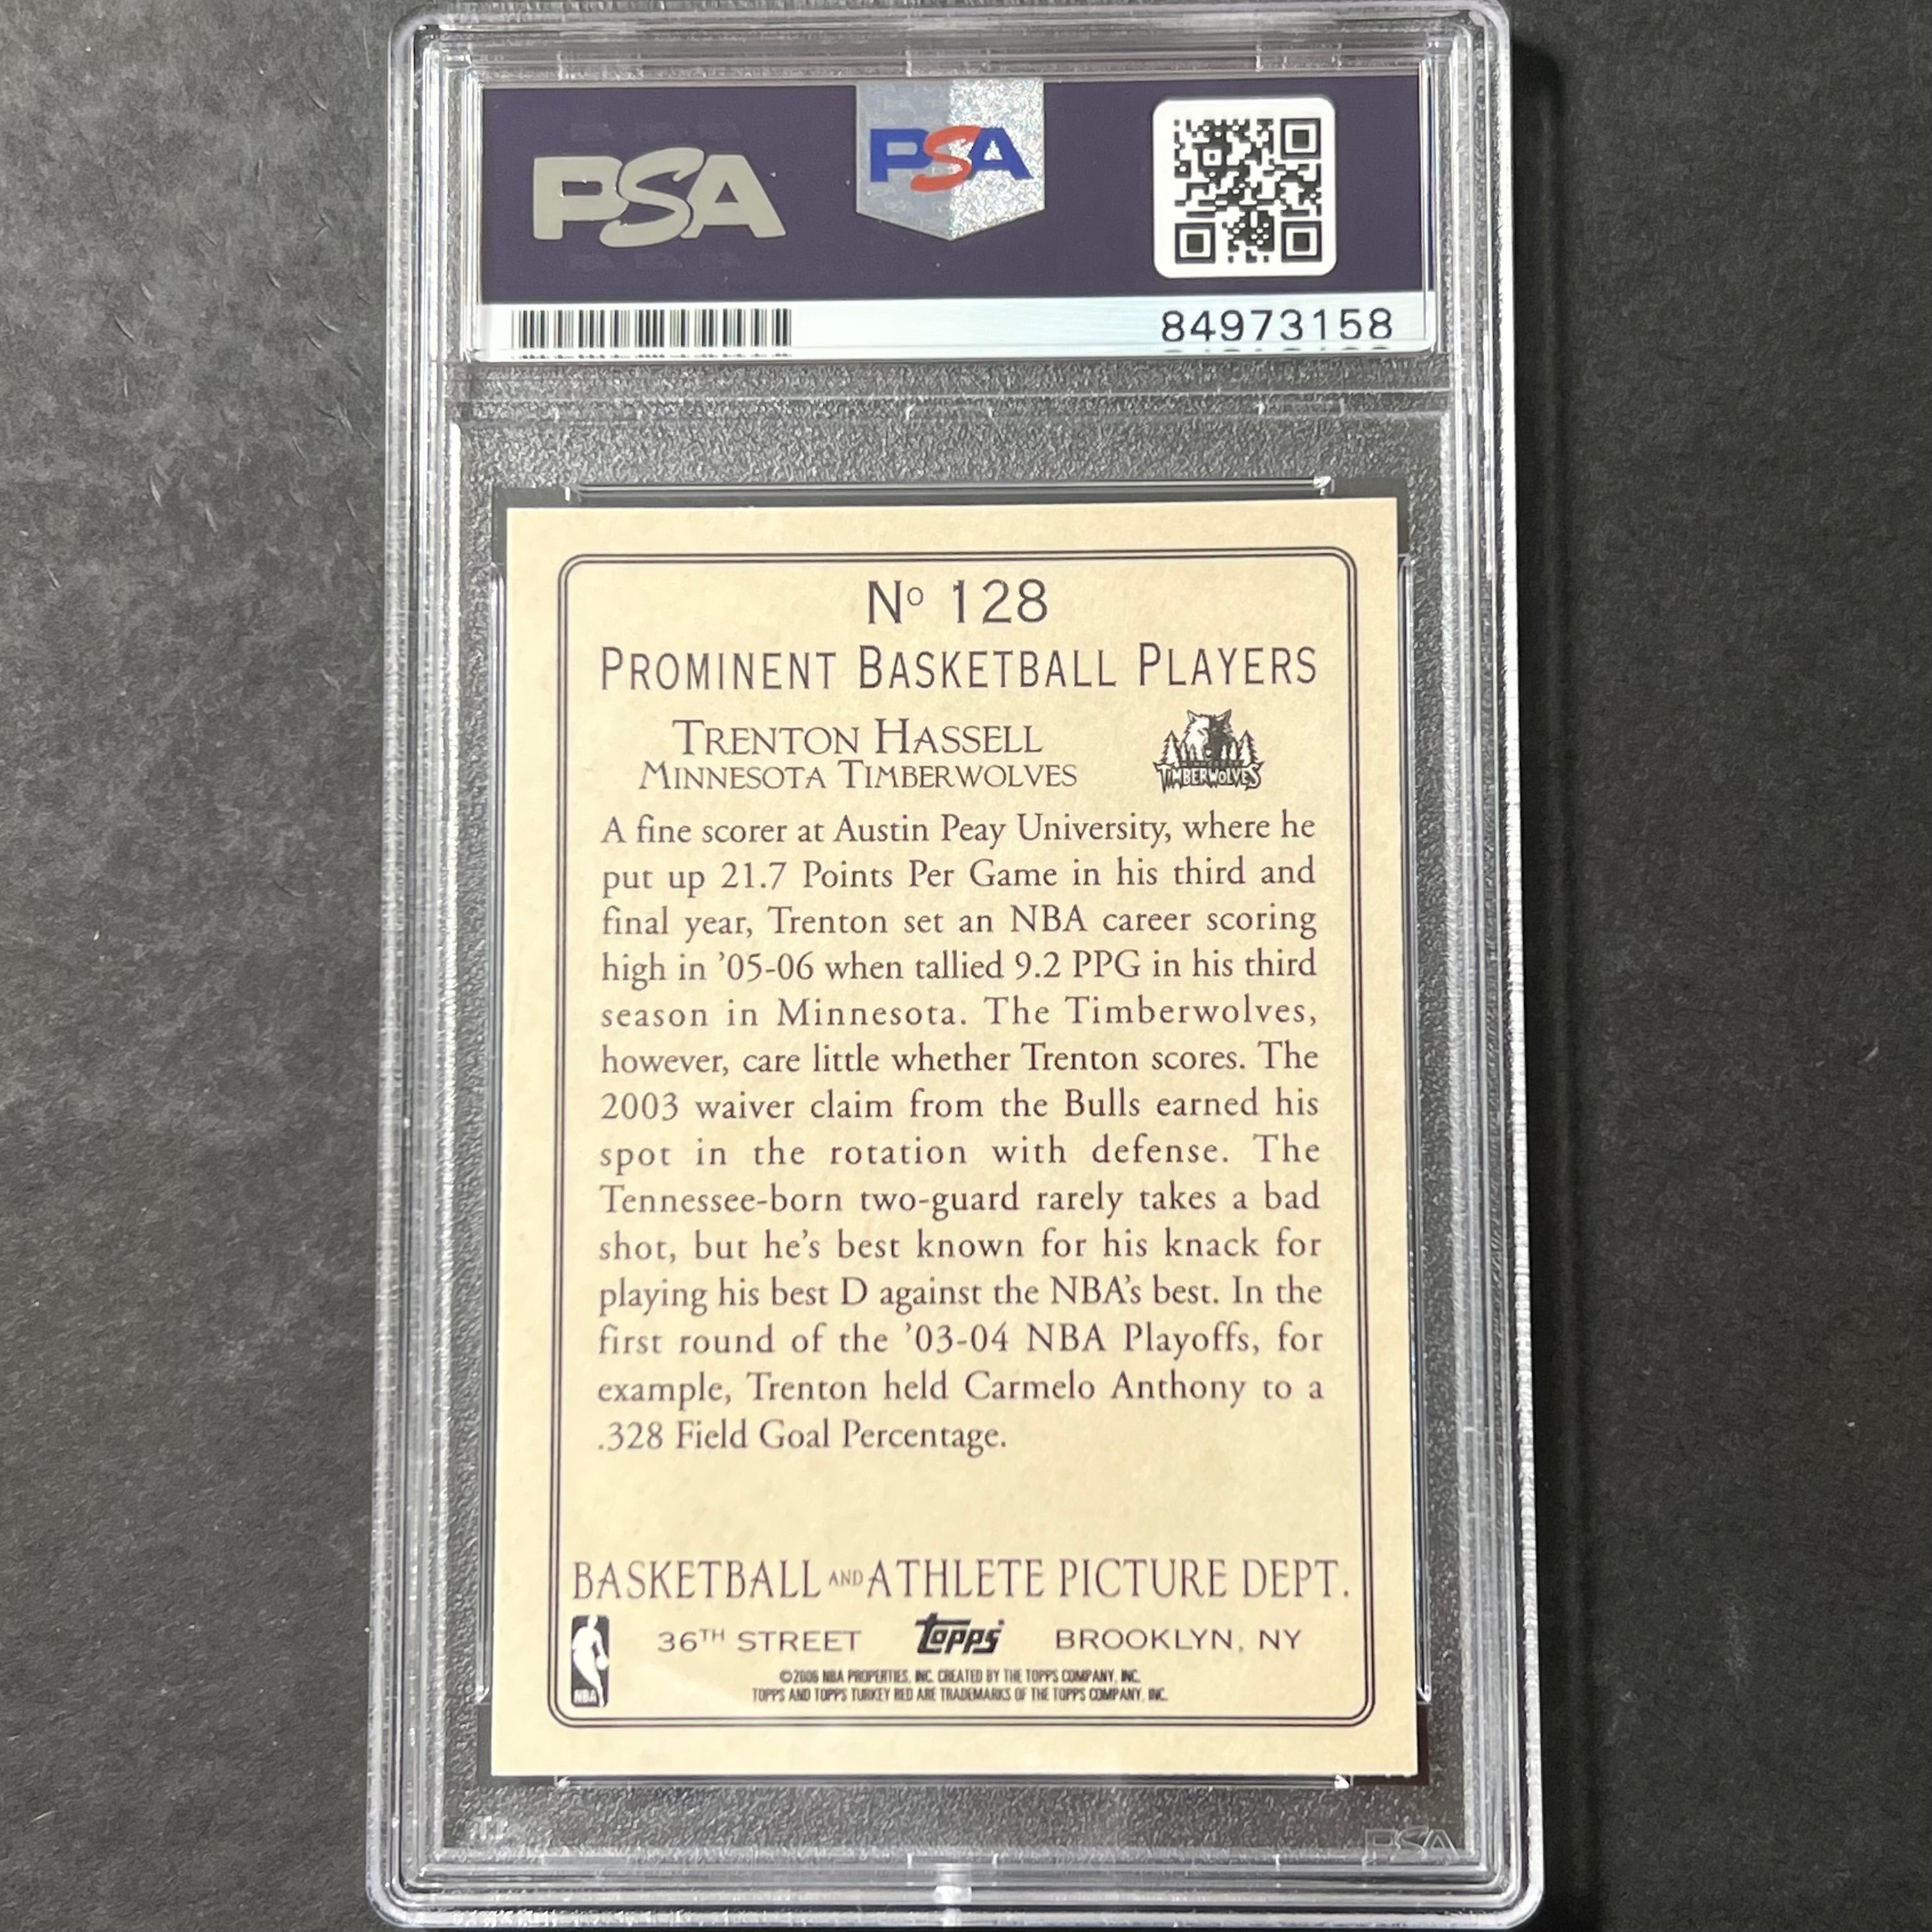 PSA
PSA
84973158
Nº 128
PROMINENT BASKETBALL PLAYERS
TRENTON HASSELL
MINNESOTA TIMBERWOLVES
TIMBERWOLVES
A fine scorer at Austin Peay University, where he
put up 21.7 Points Per Game in his third and
final year, Trenton set an NBA career scoring
high in ’05-06 when tallied 9.2 PPG in his third
season in Minnesota. The Timberwolves,
however, care little whether Trenton scores. The
2003 waiver claim from the Bulls earned his
spot in the rotation with defense. The
Tennessee-born two-guard rarely takes a bad
shot, but he’s best known for his knack for
playing his best D against the NBA’s best. In the
first round of the ’03-04 NBA Playoffs, for
example, Trenton held Carmelo Anthony to a
.328 Field Goal Percentage.
BASKETBALL AND ATHLETE PICTURE DEPT.
36TH STREET Topps BROOKLYN, NY
NBA
©2006 NBA PROPERTIES, INC. CREATED BY THE TOPPS COMPANY, INC.
TOPPS AND TOPPS TURKEY RED ARE TRADEMARKS OF THE TOPPS COMPANY, INC.
PSA